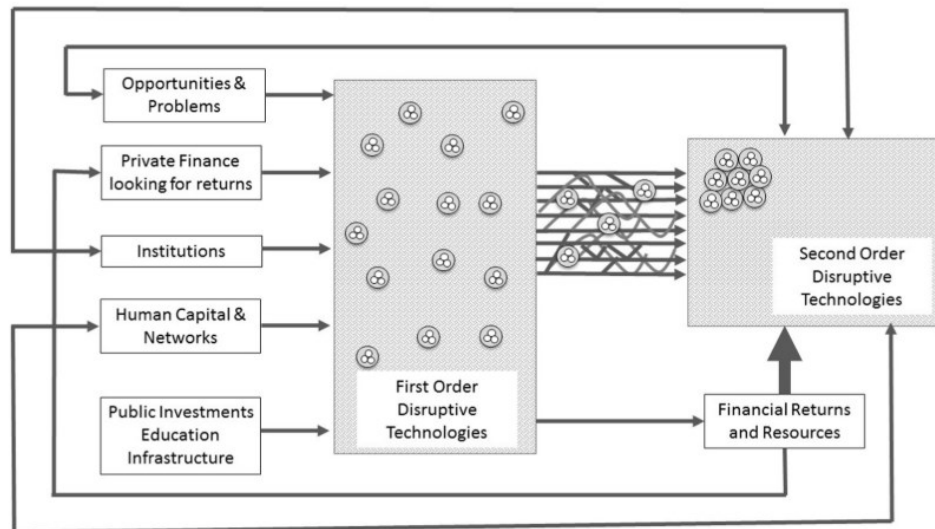 Opportunities &
Problems
Private Finance
looking for returns
Institutions
Human Capital &
Networks
Public Investments
Education
Infrastructure
First Order
Disruptive
Technologies
Second Order
Disruptive
Technologies
Financial Returns
and Resources